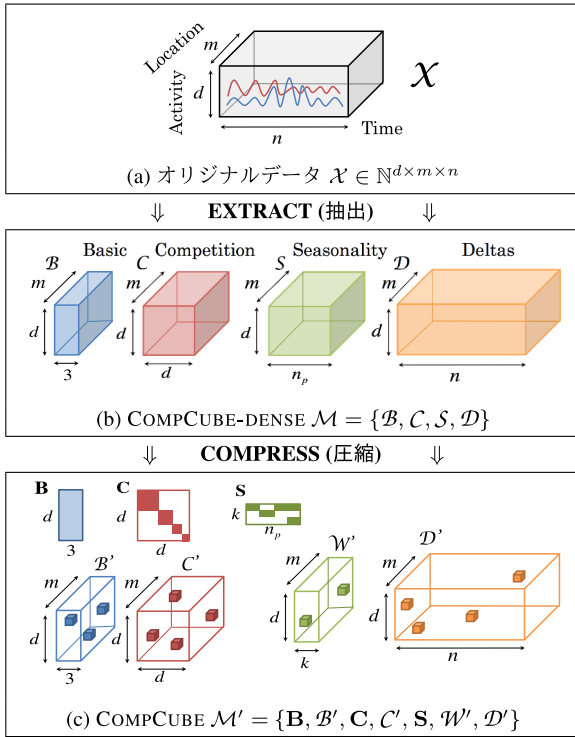 Location
m
Activity
d
n
Time
𝒳
(a) オリジナルデータ 𝒳 ∈ ℕ^{d×m×n}
⇓ EXTRACT (抽出) ⇓
ℬ Basic 𝒞 Competition 𝒮 Seasonality 𝒟 Deltas
m m m m
d d d d
3 d n_p n
(b) COMPCUBE-DENSE ℳ = {ℬ, 𝒞, 𝒮, 𝒟}
⇓ COMPRESS (圧縮) ⇓
B C S
d d k
3 d n_p
ℬ' 𝒞' 𝒲' 𝒟'
m m m m
d d d d
3 d k n
(c) COMPCUBE ℳ′ = {B, ℬ′, C, 𝒞′, S, 𝒲′, 𝒟′}